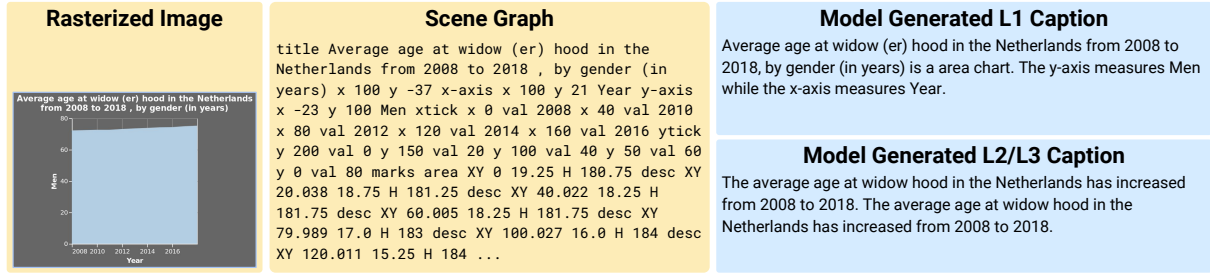 Rasterized Image
Average age at widow (er) hood in the Netherlands
from 2008 to 2018 , by gender (in years)
80
60
40
20
0
Men
2008 2010 2012 2014 2016
Year
Scene Graph
title Average age at widow (er) hood in the
Netherlands from 2008 to 2018 , by gender (in
years) x 100 y -37 x-axis x 100 y 21 Year y-axis
x -23 y 100 Men xtick x 0 val 2008 x 40 val 2010
x 80 val 2012 x 120 val 2014 x 160 val 2016 ytick
y 200 val 0 y 150 val 20 y 100 val 40 y 50 val 60
y 0 val 80 marks area XY 0 19.25 H 180.75 desc XY
20.038 18.75 H 181.25 desc XY 40.022 18.25 H
181.75 desc XY 60.005 18.25 H 181.75 desc XY
79.989 17.0 H 183 desc XY 100.027 16.0 H 184 desc
XY 120.011 15.25 H 184 ...
Model Generated L1 Caption
Average age at widow (er) hood in the Netherlands from 2008 to
2018, by gender (in years) is a area chart. The y-axis measures Men
while the x-axis measures Year.
Model Generated L2/L3 Caption
The average age at widow hood in the Netherlands has increased
from 2008 to 2018. The average age at widow hood in the
Netherlands has increased from 2008 to 2018.